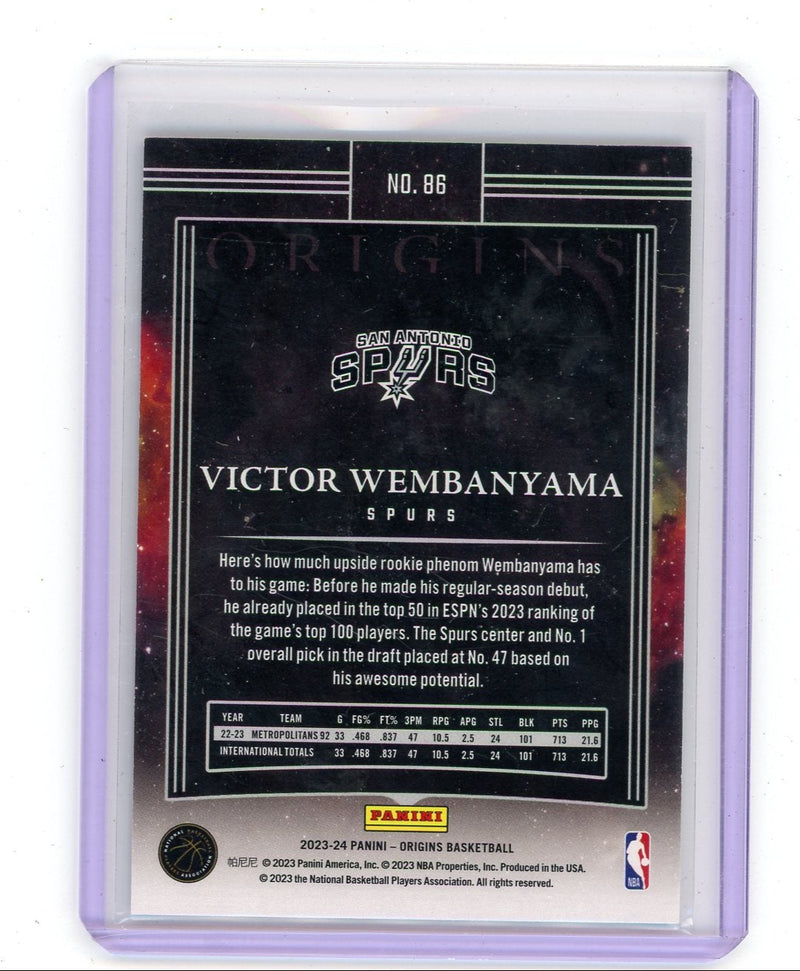 NO. 86
ORIGINS
SAN ANTONIO
SPURS
VICTOR WEMBANYAMA
SPURS
Here's how much upside rookie phenom Wembanyama has
to his game: Before he made his regular-season debut,
he already placed in the top 50 in ESPN's 2023 ranking of
the game's top 100 players. The Spurs center and No. 1
overall pick in the draft placed at No. 47 based on
his awesome potential.
YEAR TEAM G FG% FT% 3PM RPG APG STL BLK PTS PPG
22-23 METROPOLITANS 92 33 .468 .837 47 10.5 2.5 24 101 713 21.6
INTERNATIONAL TOTALS 33 .468 .837 47 10.5 2.5 24 101 713 21.6
PANINI
2023-24 PANINI – ORIGINS BASKETBALL
帕尼尼 © 2023 Panini America, Inc. © 2023 NBA Properties, Inc. Produced in the USA.
© 2023 the National Basketball Players Association. All rights reserved.
NATIONAL BASKETBALL PLAYERS ASSOCIATION
NBA